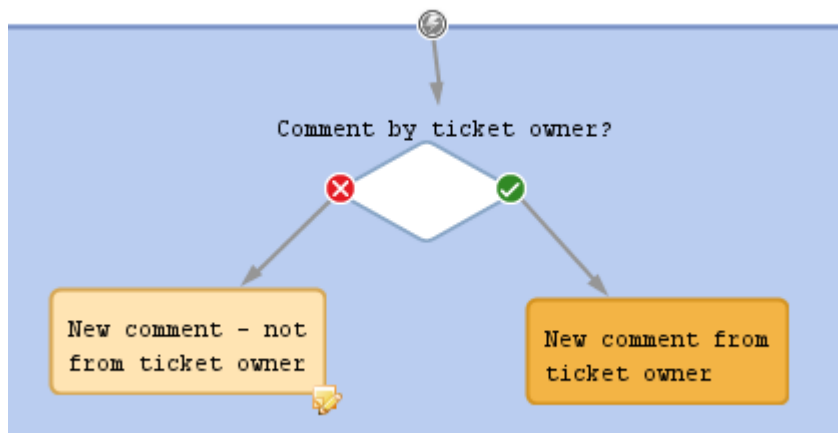 Comment by ticket owner?
New comment - not
from ticket owner
New comment from
ticket owner